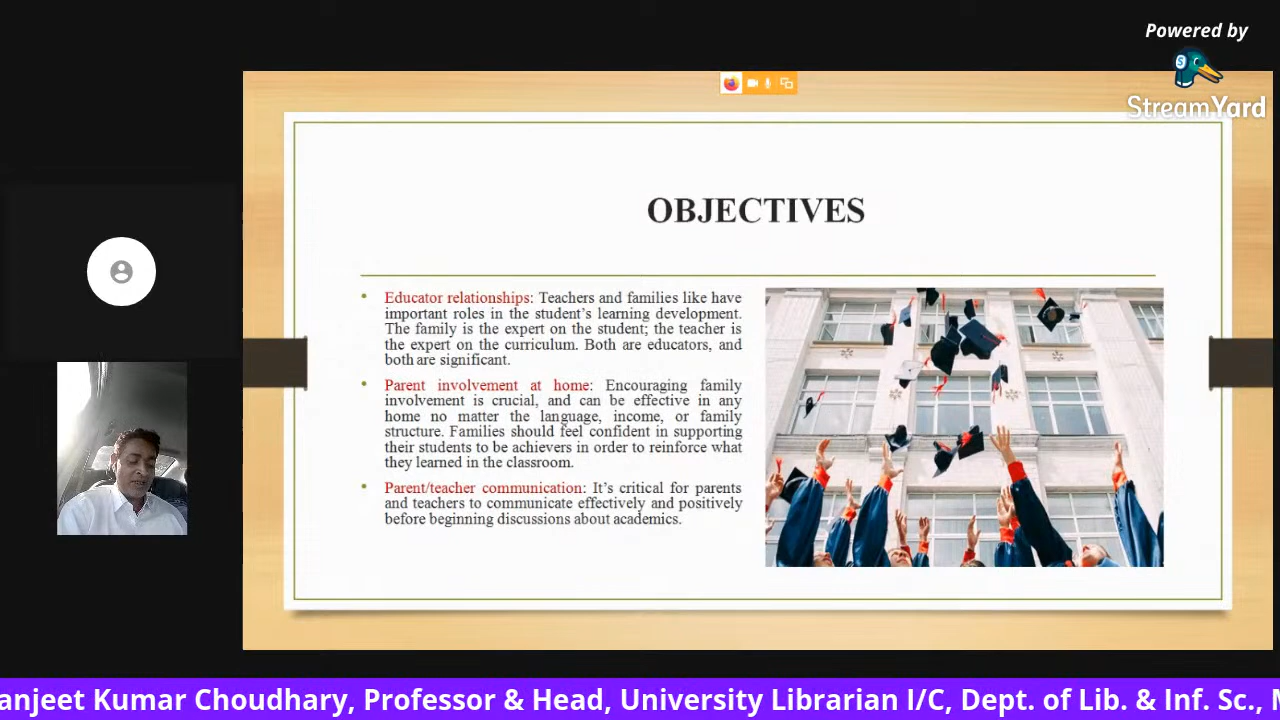 Powered by
StreamYard
OBJECTIVES
• Educator relationships: Teachers and families like have
important roles in the student’s learning development.
The family is the expert on the student; the teacher is
the expert on the curriculum. Both are educators, and
both are significant.
• Parent involvement at home: Encouraging family
involvement is crucial, and can be effective in any
home no matter the language, income, or family
structure. Families should feel confident in supporting
their students to be achievers in order to reinforce what
they learned in the classroom.
• Parent/teacher communication: It’s critical for parents
and teachers to communicate effectively and positively
before beginning discussions about academics.
anjeet Kumar Choudhary, Professor & Head, University Librarian I/C, Dept. of Lib. & Inf. Sc.,